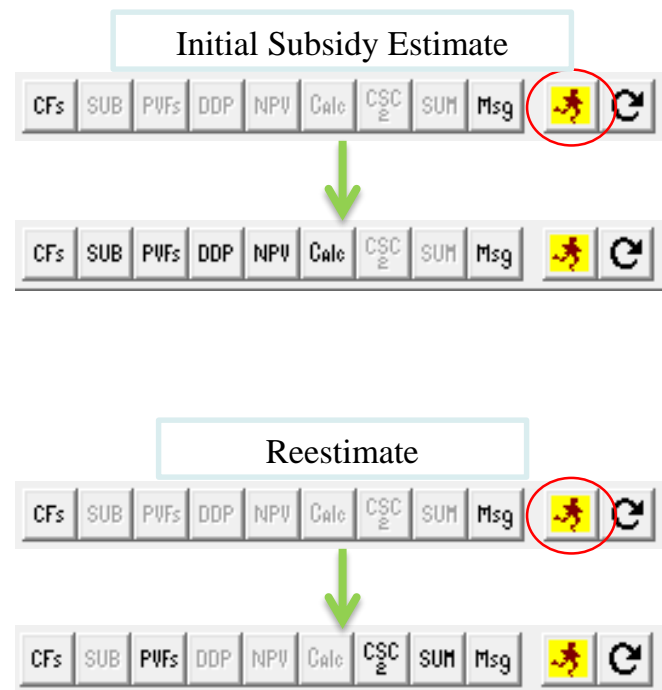 Initial Subsidy Estimate
CFs SUB PVFs DDP NPV Calc CSC 2 SUM Msg
CFs SUB PVFs DDP NPV Calc CSC 2 SUM Msg
Reestimate
CFs SUB PVFs DDP NPV Calc CSC 2 SUM Msg
CFs SUB PVFs DDP NPV Calc CSC 2 SUM Msg